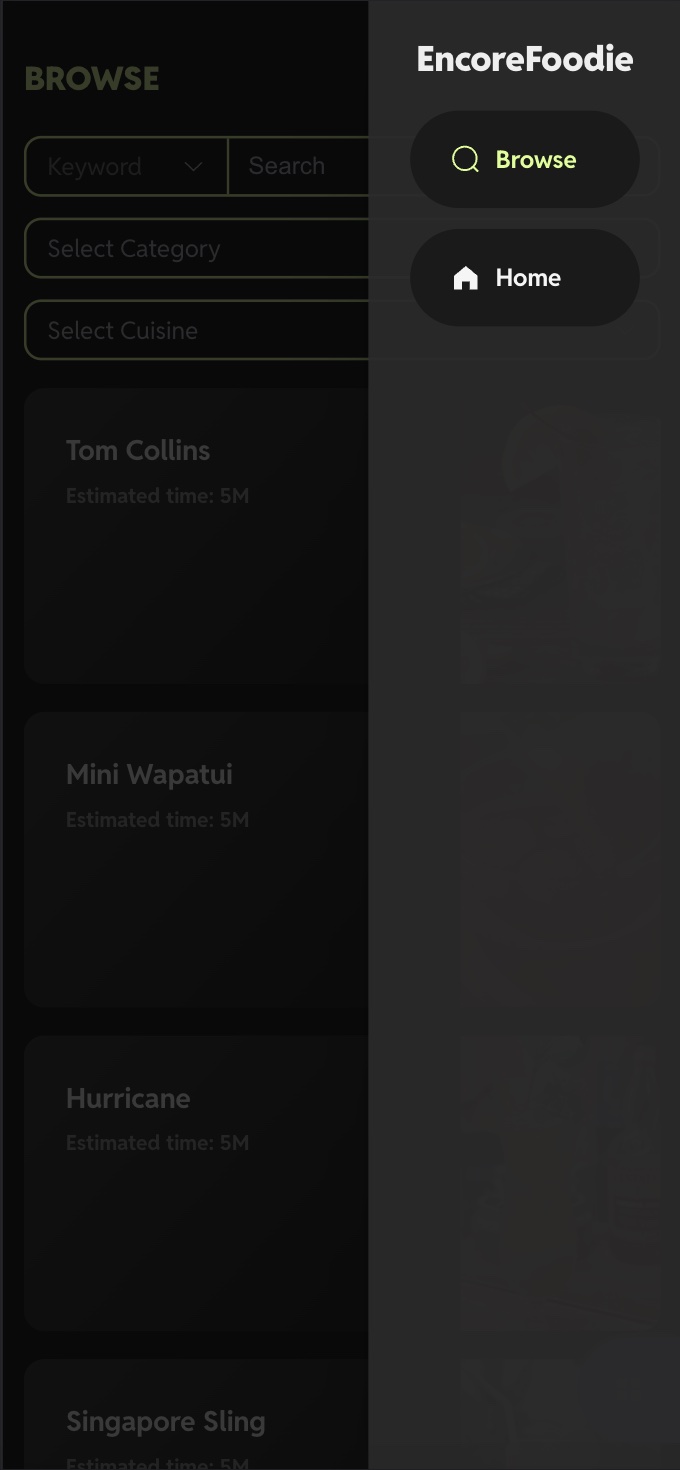 BROWSE
Keyword Search
Select Category
Select Cuisine
Tom Collins
Estimated time: 5M
Mini Wapatui
Estimated time: 5M
Hurricane
Estimated time: 5M
Singapore Sling
Estimated time: 5M
EncoreFoodie
Browse
Home